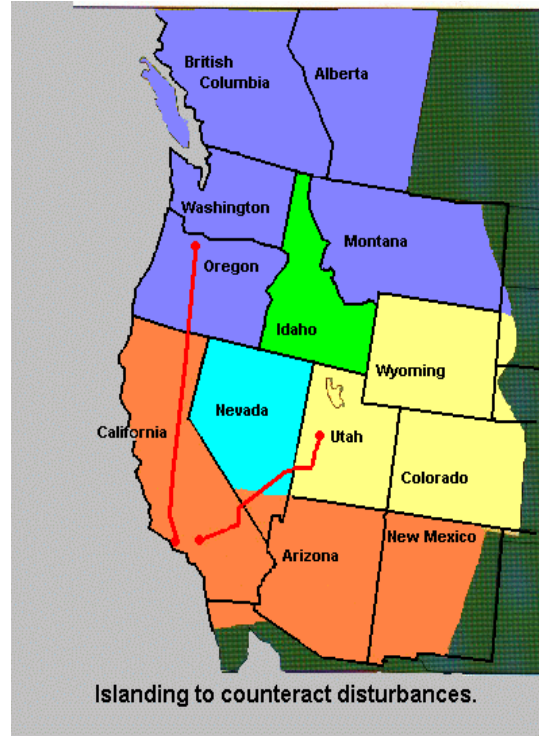 British
Columbia
Alberta
Washington
Montana
Oregon
Idaho
Wyoming
Nevada
California
Utah
Colorado
New Mexico
Arizona
Islanding to counteract disturbances.